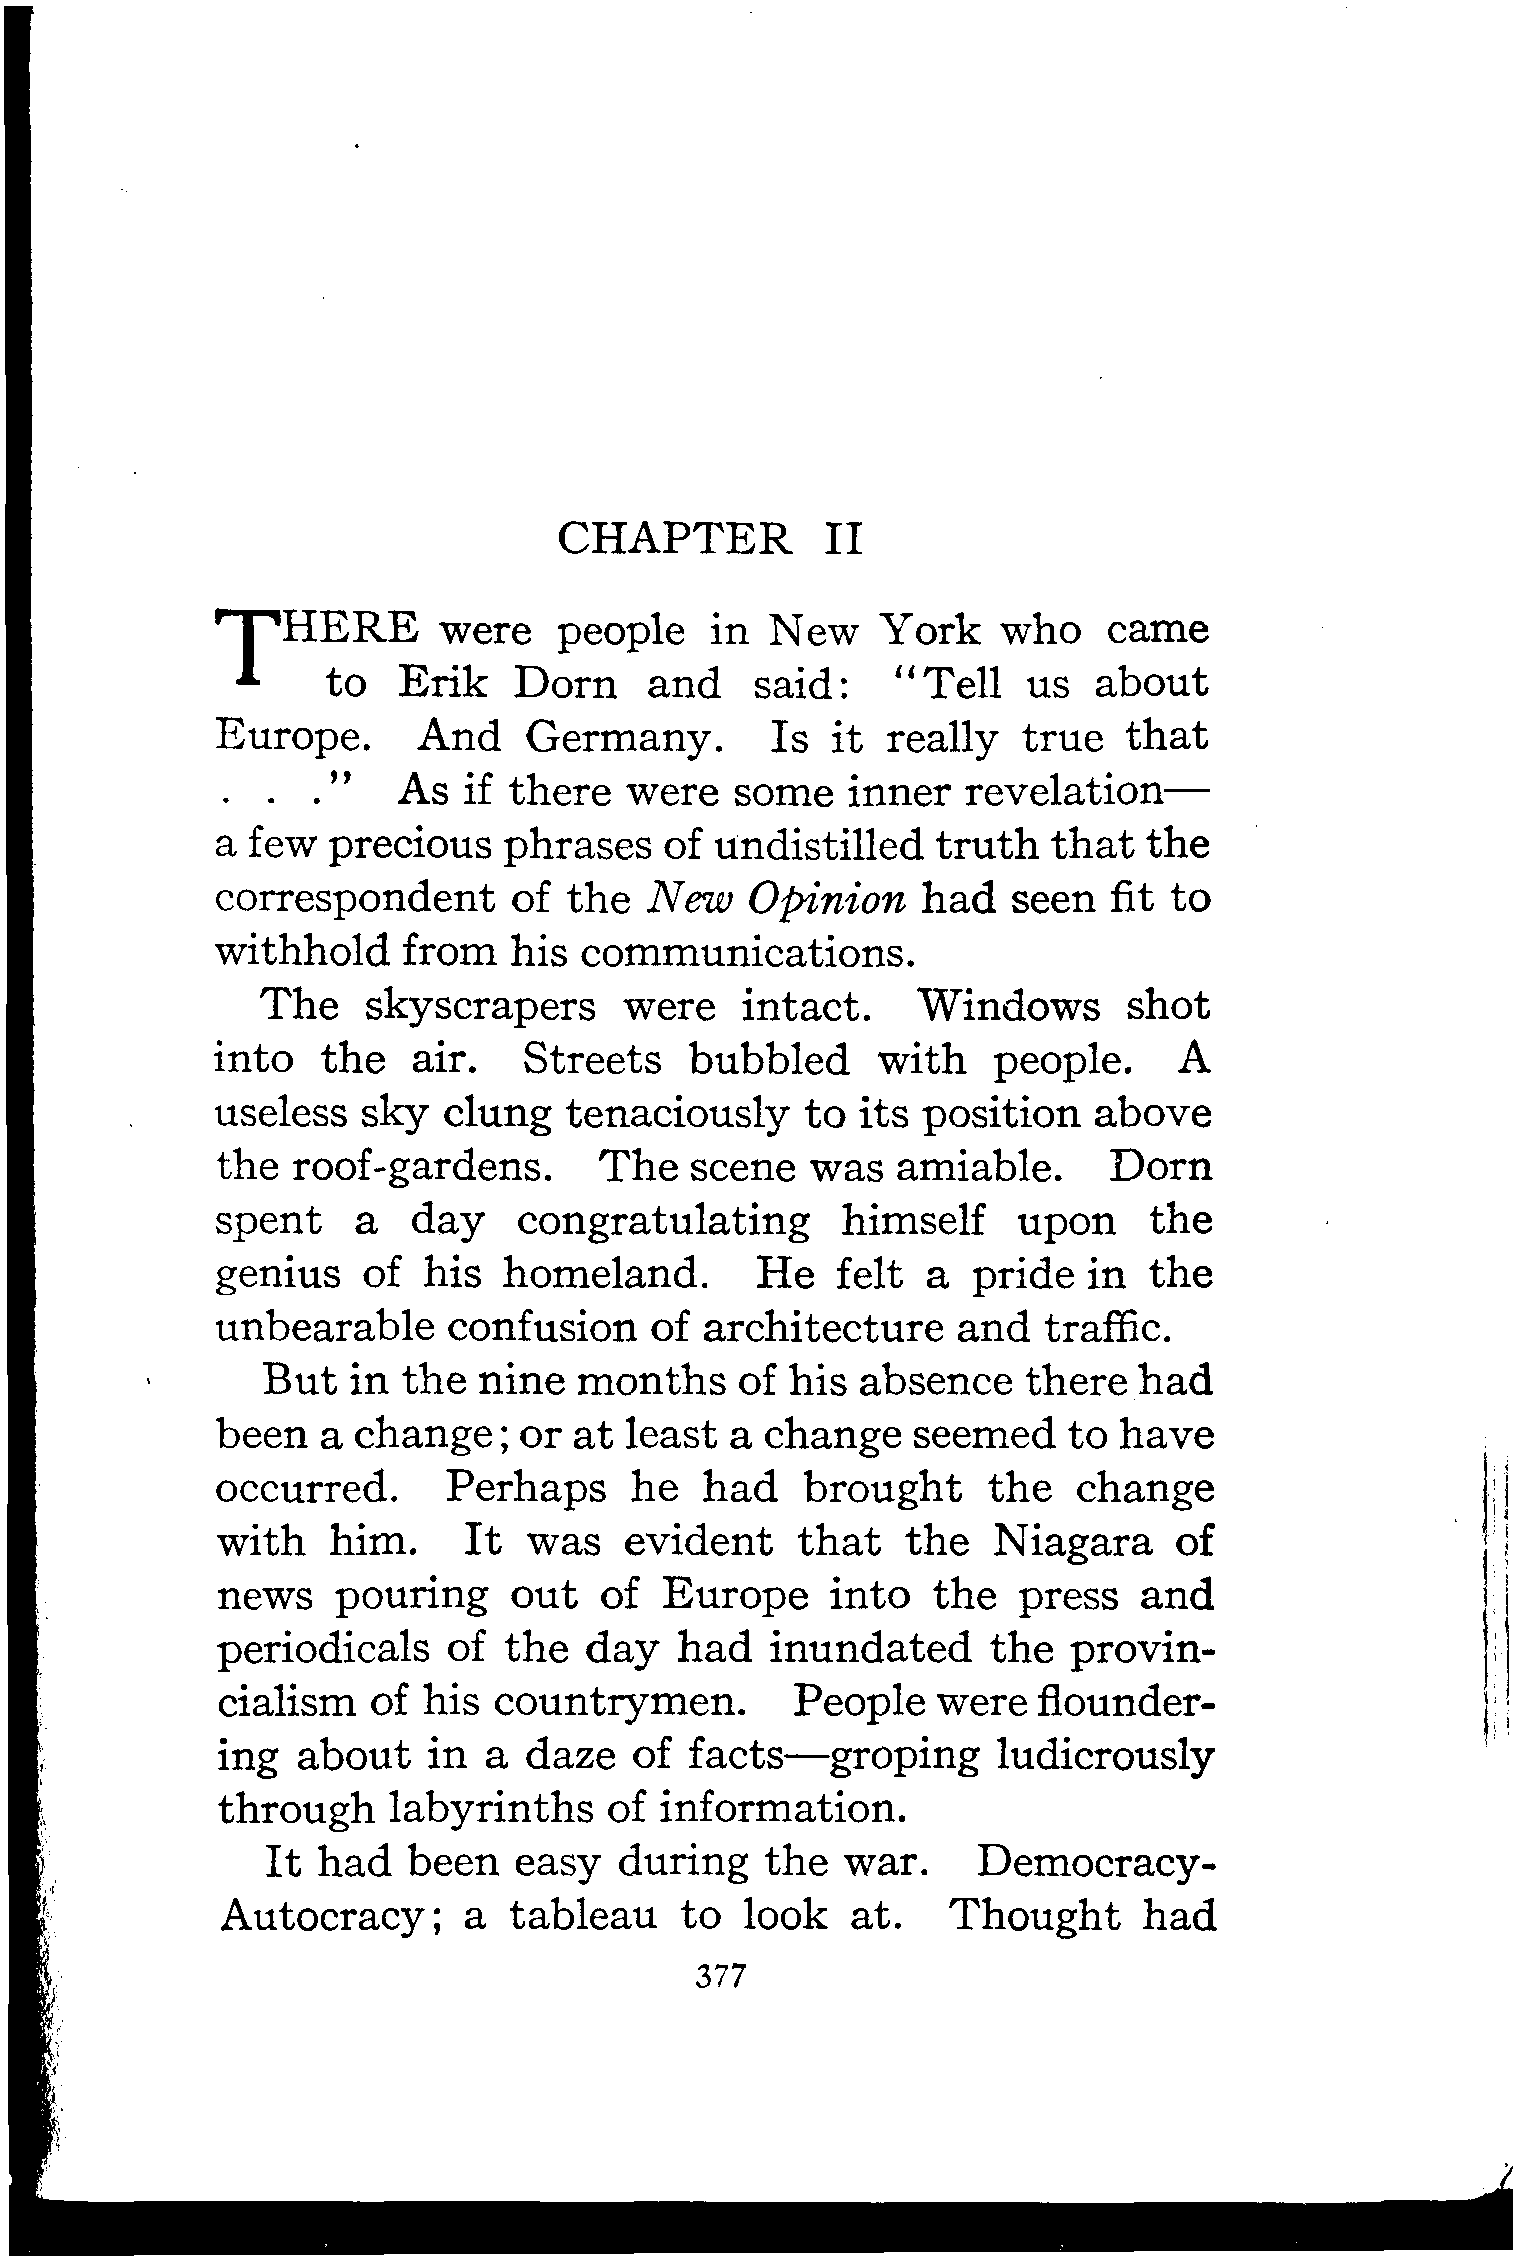 CHAPTER II
THERE were people in New York who came
to Erik Dorn and said: "Tell us about
Europe. And Germany. Is it really true that
. . ." As if there were some inner revelation—
a few precious phrases of undistilled truth that the
correspondent of the New Opinion had seen fit to
withhold from his communications.
The skyscrapers were intact. Windows shot
into the air. Streets bubbled with people. A
useless sky clung tenaciously to its position above
the roof-gardens. The scene was amiable. Dorn
spent a day congratulating himself upon the
genius of his homeland. He felt a pride in the
unbearable confusion of architecture and traffic.
But in the nine months of his absence there had
been a change; or at least a change seemed to have
occurred. Perhaps he had brought the change
with him. It was evident that the Niagara of
news pouring out of Europe into the press and
periodicals of the day had inundated the provin-
cialism of his countrymen. People were flounder-
ing about in a daze of facts—groping ludicrously
through labyrinths of information.
It had been easy during the war. Democracy-
Autocracy; a tableau to look at. Thought had
377